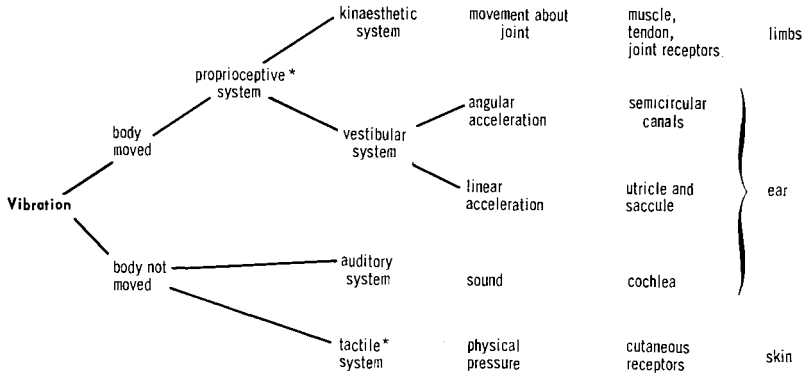 kinaesthetic system movement about joint muscle, tendon, joint receptors limbs
proprioceptive * system
angular acceleration semicircular canals
body moved
vestibular system
linear acceleration utricle and saccule ear
Vibration
body not moved
auditory system sound cochlea
tactile* system physical pressure cutaneous receptors skin